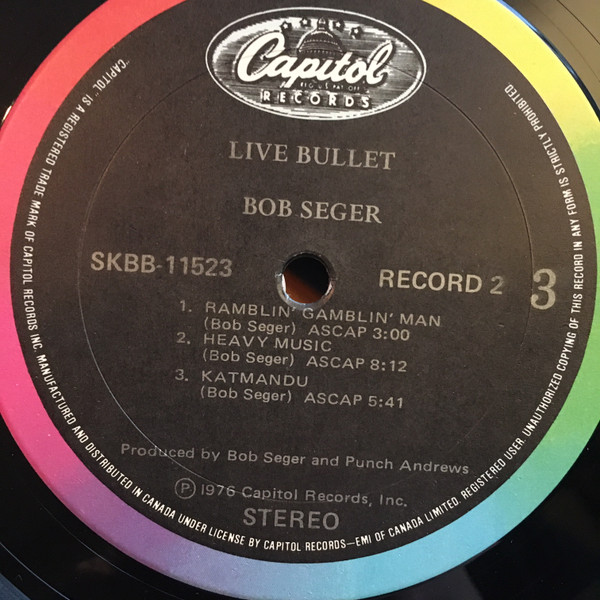 Capitol
RECORDS
LIVE BULLET
BOB SEGER
SKBB-11523
RECORD 2 3
1. RAMBLIN' GAMBLIN' MAN
(Bob Seger) ASCAP 3:00
2. HEAVY MUSIC
(Bob Seger) ASCAP 8:12
3. KATMANDU
(Bob Seger) ASCAP 5:41
Produced by Bob Seger and Punch Andrews
Ⓟ 1976 Capitol Records, Inc.
STEREO
"CAPITOL" IS A REGISTERED TRADE MARK OF CAPITOL RECORDS INC. MANUFACTURED AND DISTRIBUTED IN CANADA UNDER LICENSE BY CAPITOL RECORDS—EMI OF CANADA LIMITED. REGISTERED USER. UNAUTHORIZED COPYING OF THIS RECORD IN ANY FORM IS STRICTLY PROHIBITED.